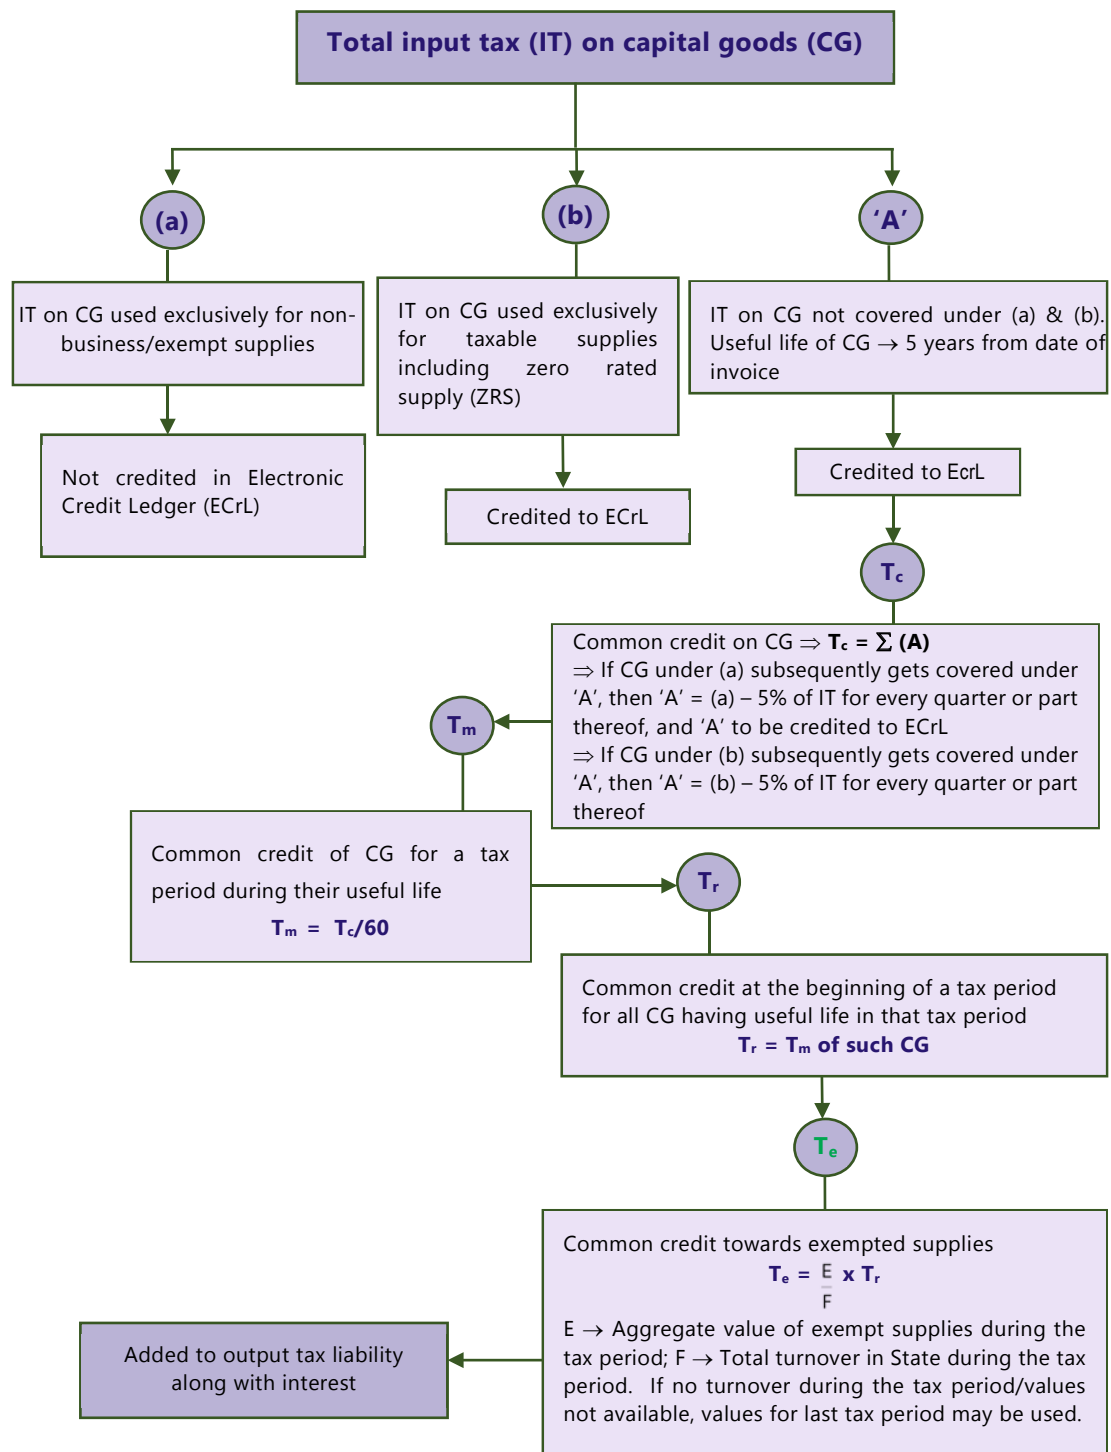 Total input tax (IT) on capital goods (CG)
(a)
(b)
‘A’
IT on CG used exclusively for non-
business/exempt supplies
IT on CG used exclusively
for taxable supplies
including zero rated
supply (ZRS)
IT on CG not covered under (a) & (b).
Useful life of CG → 5 years from date of
invoice
Not credited in Electronic
Credit Ledger (ECrL)
Credited to ECrL
Credited to EcrL
Tc
Common credit on CG ⇒ Tc = ∑ (A)
⇒ If CG under (a) subsequently gets covered under
‘A’, then ‘A’ = (a) – 5% of IT for every quarter or part
thereof, and ‘A’ to be credited to ECrL
⇒ If CG under (b) subsequently gets covered under
‘A’, then ‘A’ = (b) – 5% of IT for every quarter or part
thereof
Tm
Common credit of CG for a tax
period during their useful life
Tm = Tc/60
Tr
Common credit at the beginning of a tax period
for all CG having useful life in that tax period
Tr = Tm of such CG
Te
Common credit towards exempted supplies
Te = E/F x Tr
E → Aggregate value of exempt supplies during the
tax period; F → Total turnover in State during the tax
period. If no turnover during the tax period/values
not available, values for last tax period may be used.
Added to output tax liability
along with interest